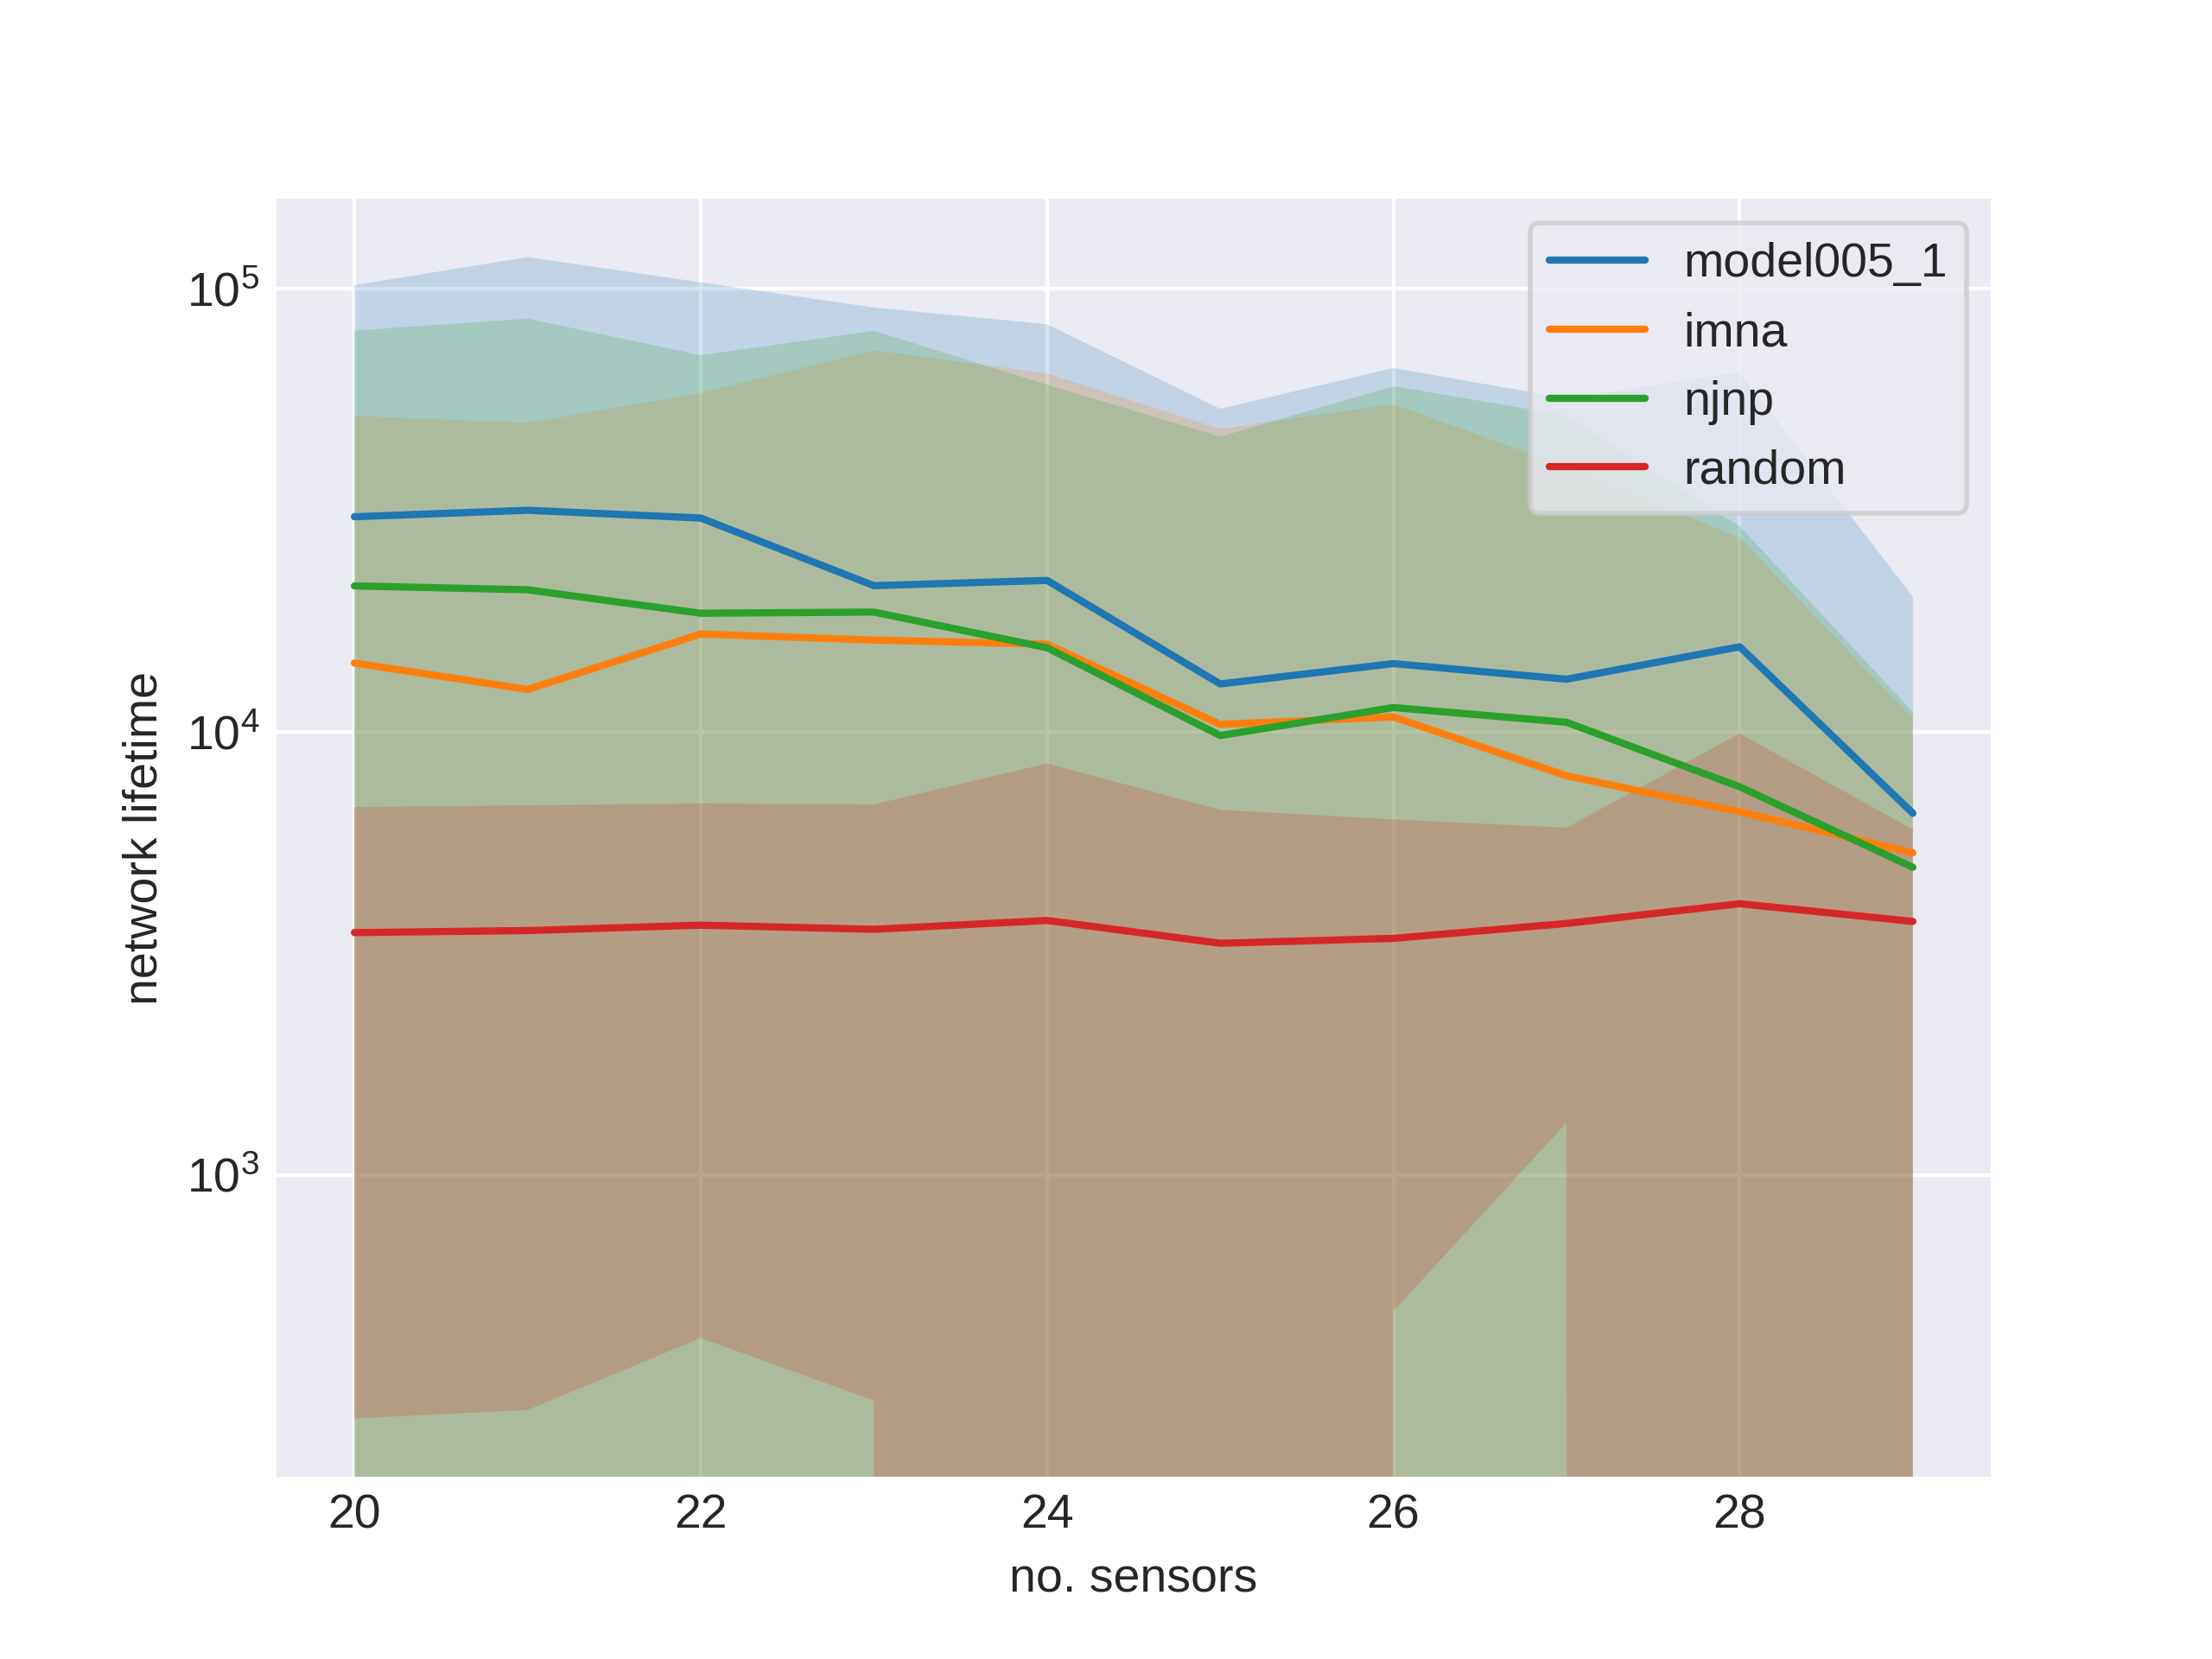 model005_1
imna
njnp
random
10⁵
10⁴
10³
network lifetime
20 22 24 26 28
no. sensors